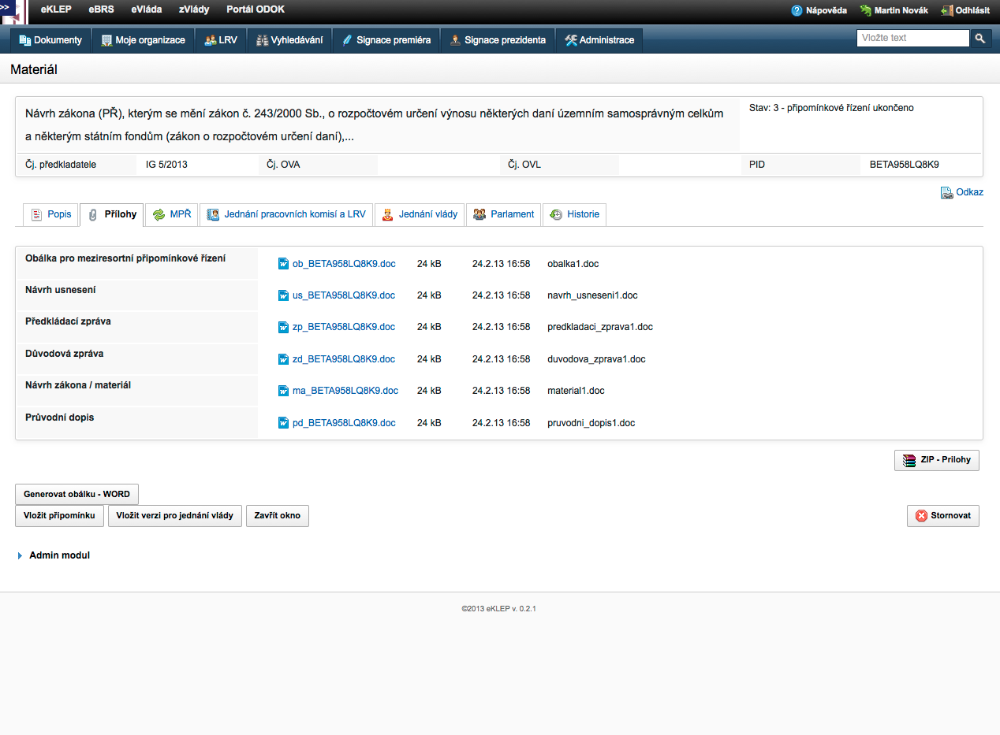 >>
eKLEP eBRS eVláda zVlády Portál ODOK Nápověda Martin Novák Odhlásit
Dokumenty Moje organizace LRV Vyhledávání Signace premiéra Signace prezidenta Administrace Vložte text
Materiál
Návrh zákona (PŘ), kterým se mění zákon č. 243/2000 Sb., o rozpočtovém určení výnosu některých daní územním samosprávným celkům
a některým státním fondům (zákon o rozpočtovém určení daní),...
Stav: 3 - připomínkové řízení ukončeno
Čj. předkladatele IG 5/2013 Čj. OVA Čj. OVL PID BETA958LQ8K9
Odkaz
Popis Přílohy MPŘ Jednání pracovních komisí a LRV Jednání vlády Parlament Historie
Obálka pro meziresortní připomínkové řízení ob_BETA958LQ8K9.doc 24 kB 24.2.13 16:58 obalka1.doc
Návrh usnesení us_BETA958LQ8K9.doc 24 kB 24.2.13 16:58 navrh_usneseni1.doc
Předkládací zpráva zp_BETA958LQ8K9.doc 24 kB 24.2.13 16:58 predkladaci_zprava1.doc
Důvodová zpráva zd_BETA958LQ8K9.doc 24 kB 24.2.13 16:58 duvodova_zprava1.doc
Návrh zákona / materiál ma_BETA958LQ8K9.doc 24 kB 24.2.13 16:58 material1.doc
Průvodní dopis pd_BETA958LQ8K9.doc 24 kB 24.2.13 16:58 pruvodni_dopis1.doc
ZIP - Prilohy
Generovat obálku - WORD
Vložit připomínku Vložit verzi pro jednání vlády Zavřít okno Stornovat
Admin modul
©2013 eKLEP v. 0.2.1